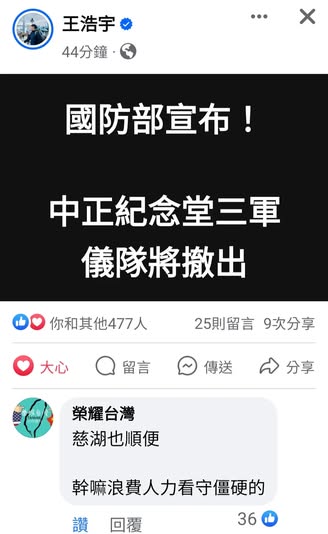 王浩宇
44分鐘 ·
國防部宣布！
中正紀念堂三軍
儀隊將撤出
你和其他477人
25則留言 9次分享
大心 留言 傳送 分享
榮耀台灣
慈湖也順便
幹嘛浪費人力看守僵硬的
讚 回覆
36